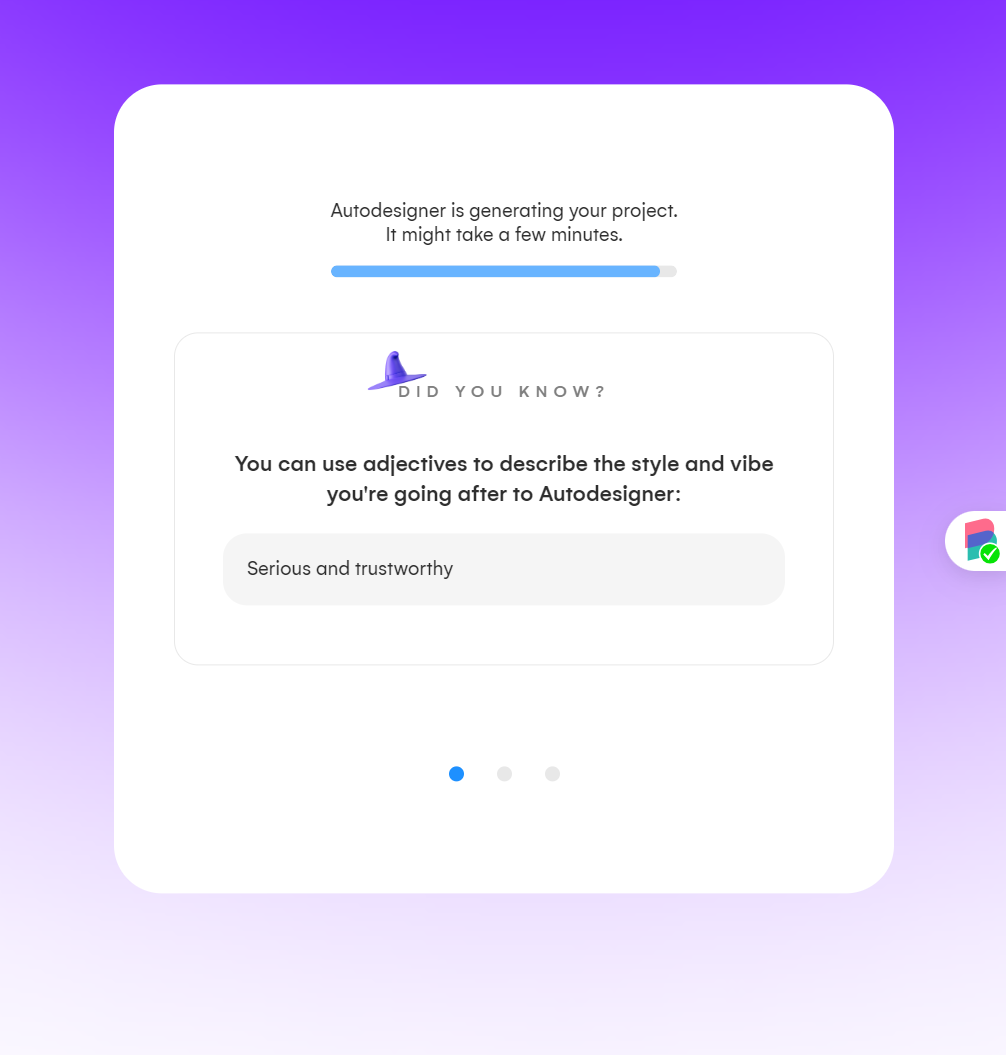 Autodesigner is generating your project.
It might take a few minutes.
DID YOU KNOW?
You can use adjectives to describe the style and vibe
you're going after to Autodesigner:
Serious and trustworthy